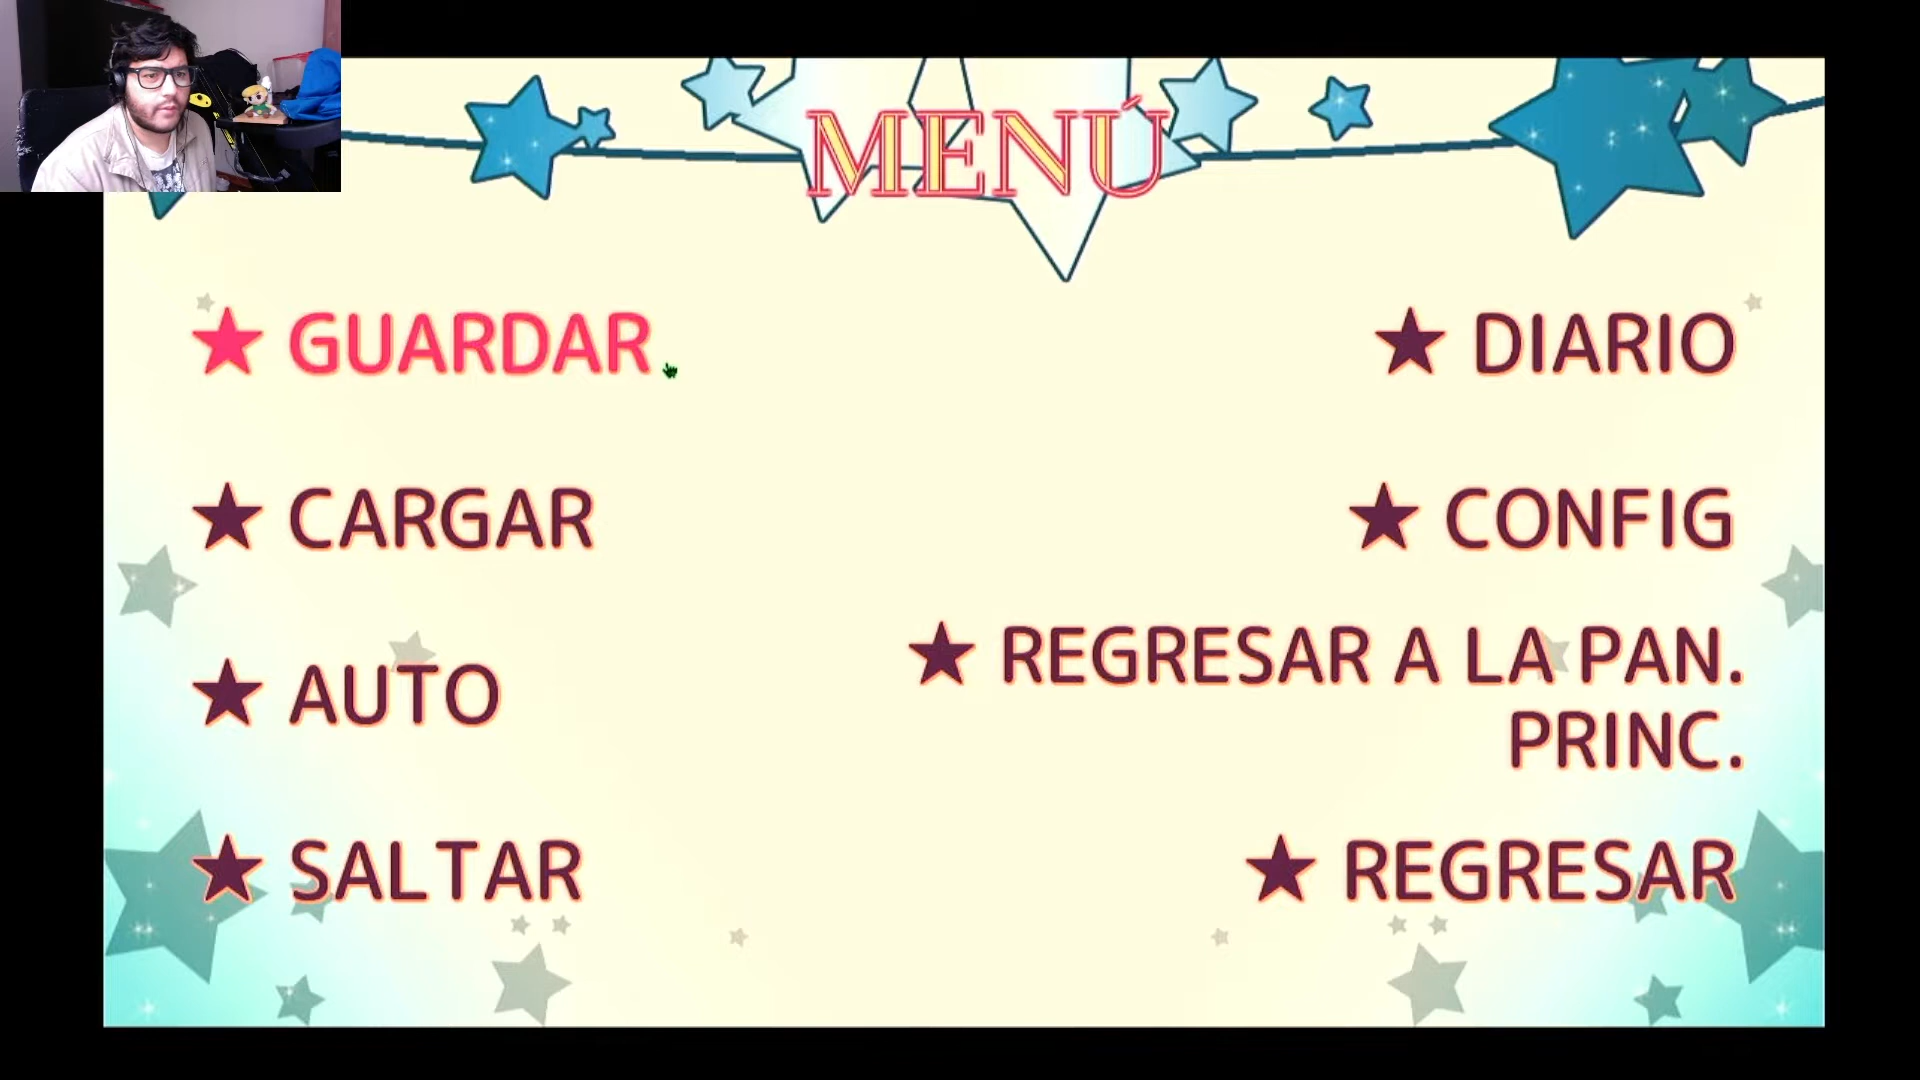 MENÚ
★ GUARDAR
★ CARGAR
★ AUTO
★ SALTAR
★ DIARIO
★ CONFIG
★ REGRESAR A LA PAN.
PRINC.
★ REGRESAR